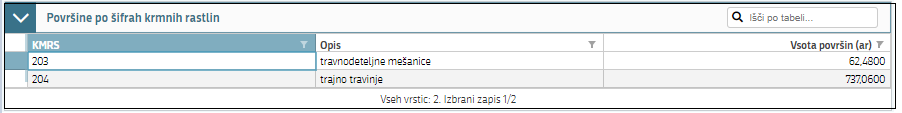 Površine po šifrah krmnih rastlin
Išči po tabeli...
KMRS Opis Vsota površin (ar)
203 travnodeteljne mešanice 62,4800
204 trajno travinje 737,0600
Vseh vrstic: 2. Izbrani zapis 1/2